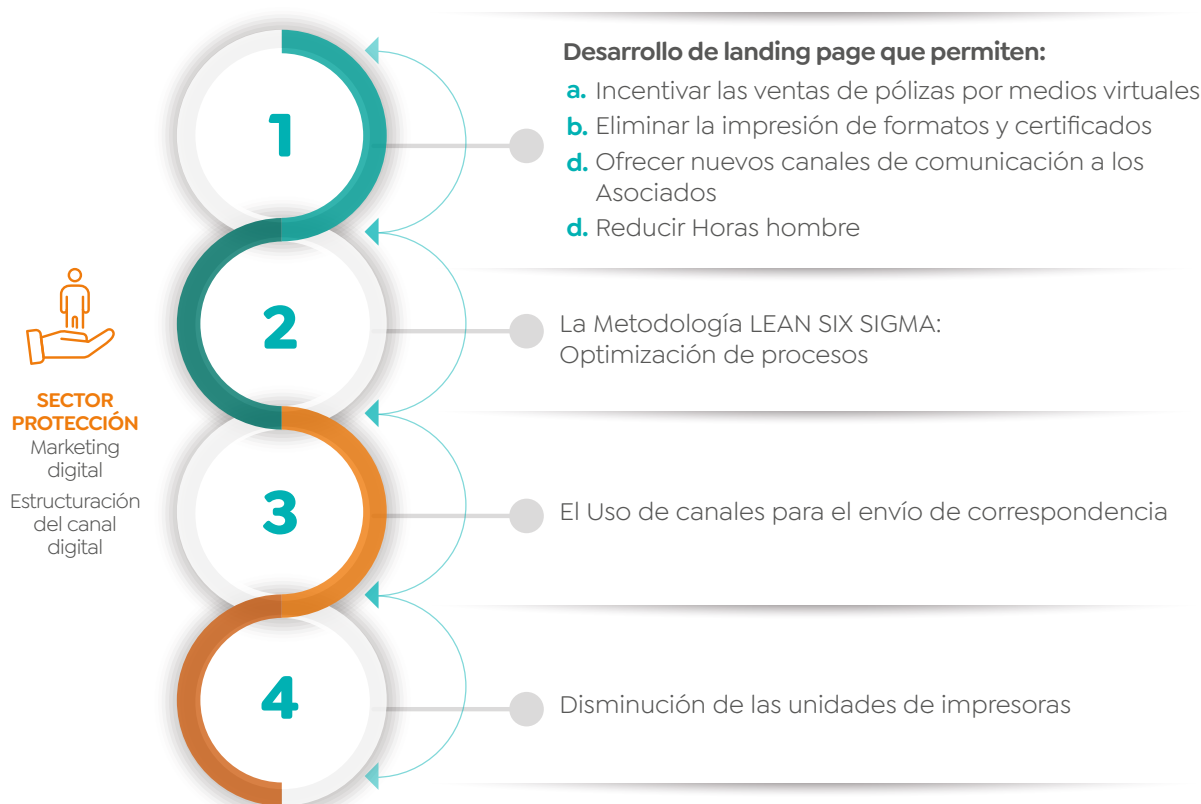 1
Desarrollo de landing page que permiten:
a. Incentivar las ventas de pólizas por medios virtuales
b. Eliminar la impresión de formatos y certificados
d. Ofrecer nuevos canales de comunicación a los
Asociados
d. Reducir Horas hombre
SECTOR
PROTECCIÓN
Marketing
digital
Estructuración
del canal
digital
2
La Metodología LEAN SIX SIGMA:
Optimización de procesos
3
El Uso de canales para el envío de correspondencia
4
Disminución de las unidades de impresoras